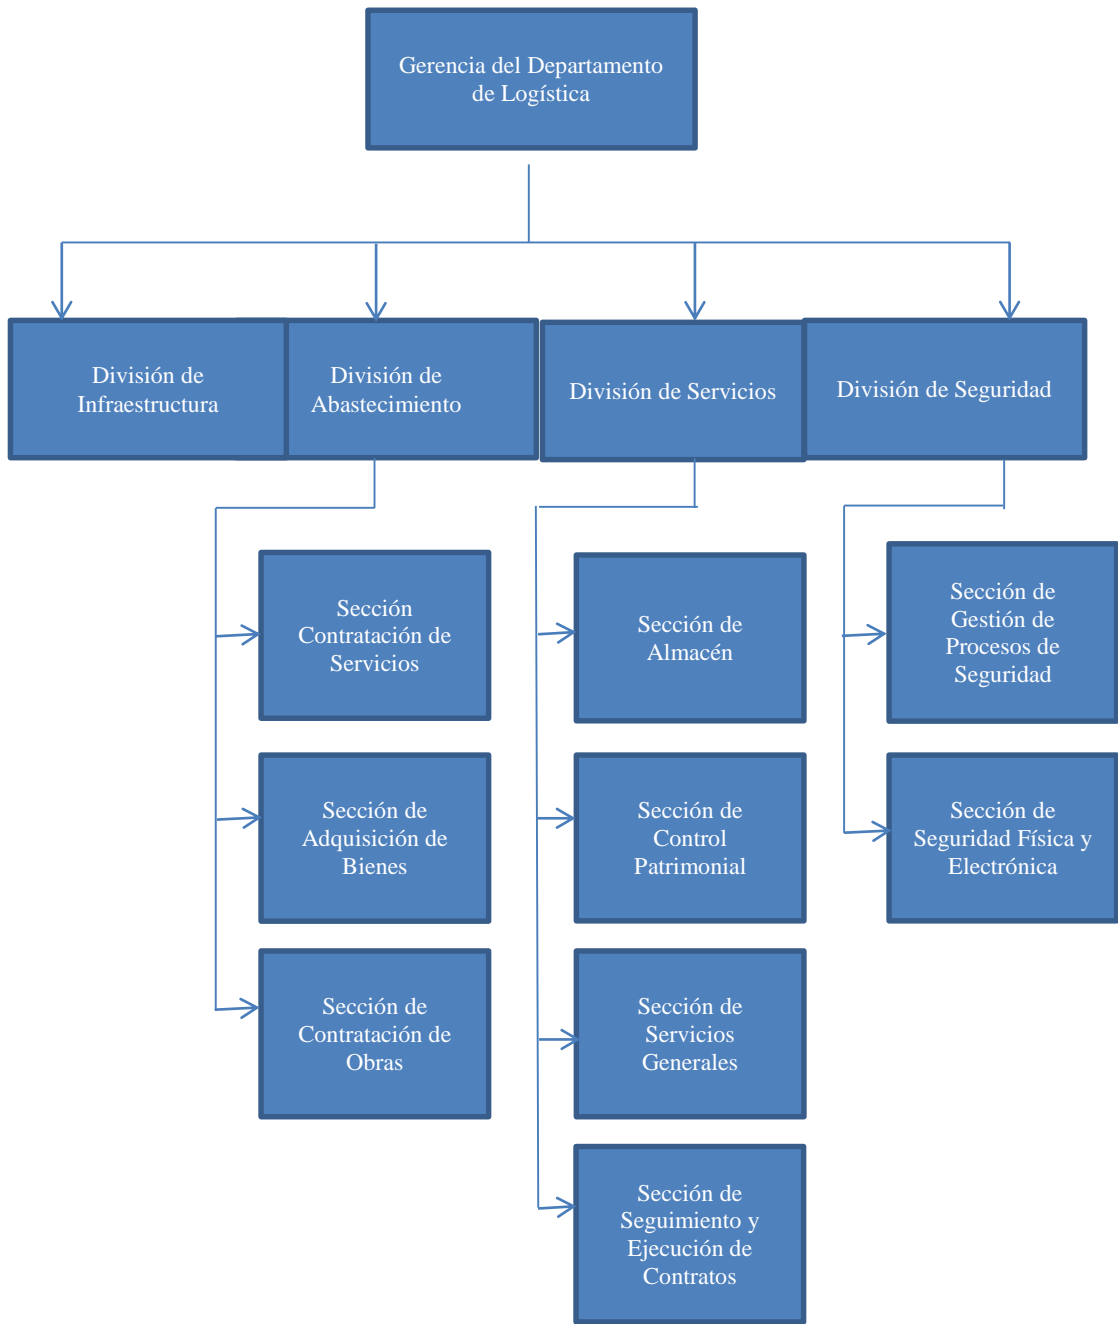 Gerencia del Departamento
de Logística
División de
Infraestructura
División de
Abastecimiento
División de Servicios
División de Seguridad
Sección
Contratación de
Servicios
Sección de
Adquisición de
Bienes
Sección de
Contratación de
Obras
Sección de
Almacén
Sección de
Control
Patrimonial
Sección de
Servicios
Generales
Sección de
Seguimiento y
Ejecución de
Contratos
Sección de
Gestión de
Procesos de
Seguridad
Sección de
Seguridad Física y
Electrónica